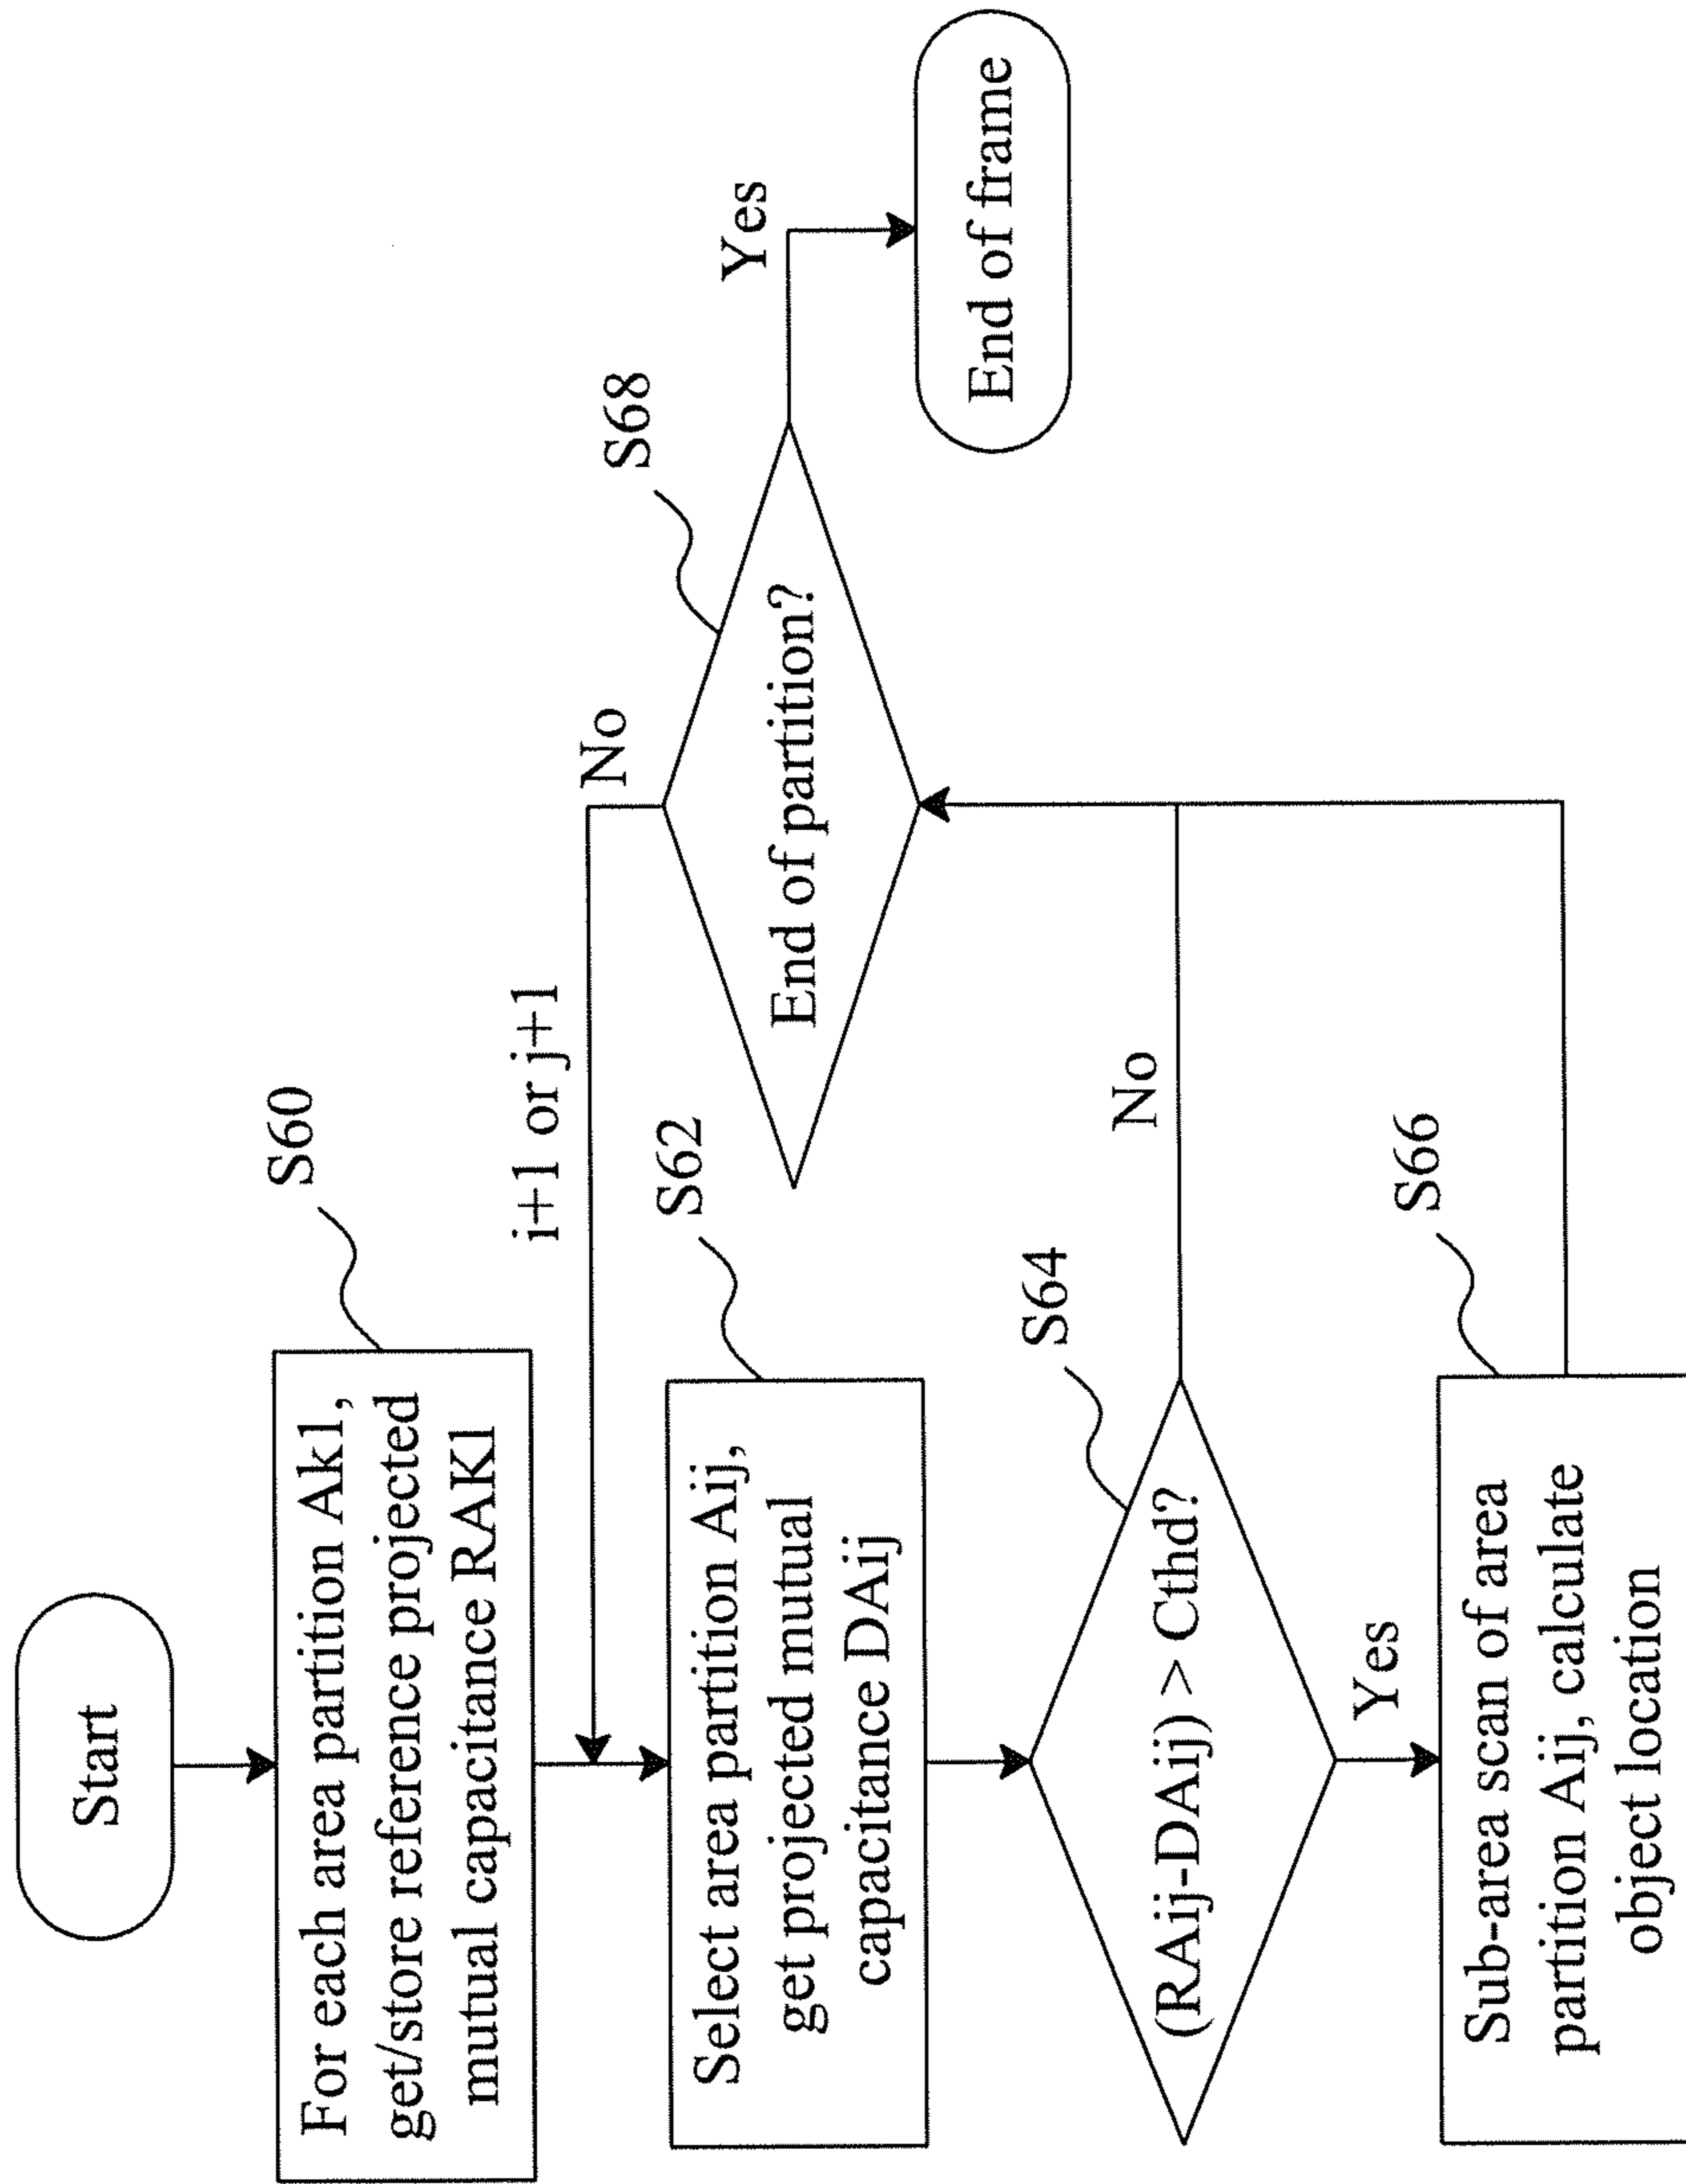 Start
S60
For each area partition Ak1,
get/store reference projected
mutual capacitance RAK1
i+1 or j+1
No
S62
Select area partition Aij,
get projected mutual
capacitance DAij
S68
End of partition?
Yes
End of frame
S64
(RAij-DAij) > Cthd?
No
Yes
S66
Sub-area scan of area
partition Aij, calculate
object location